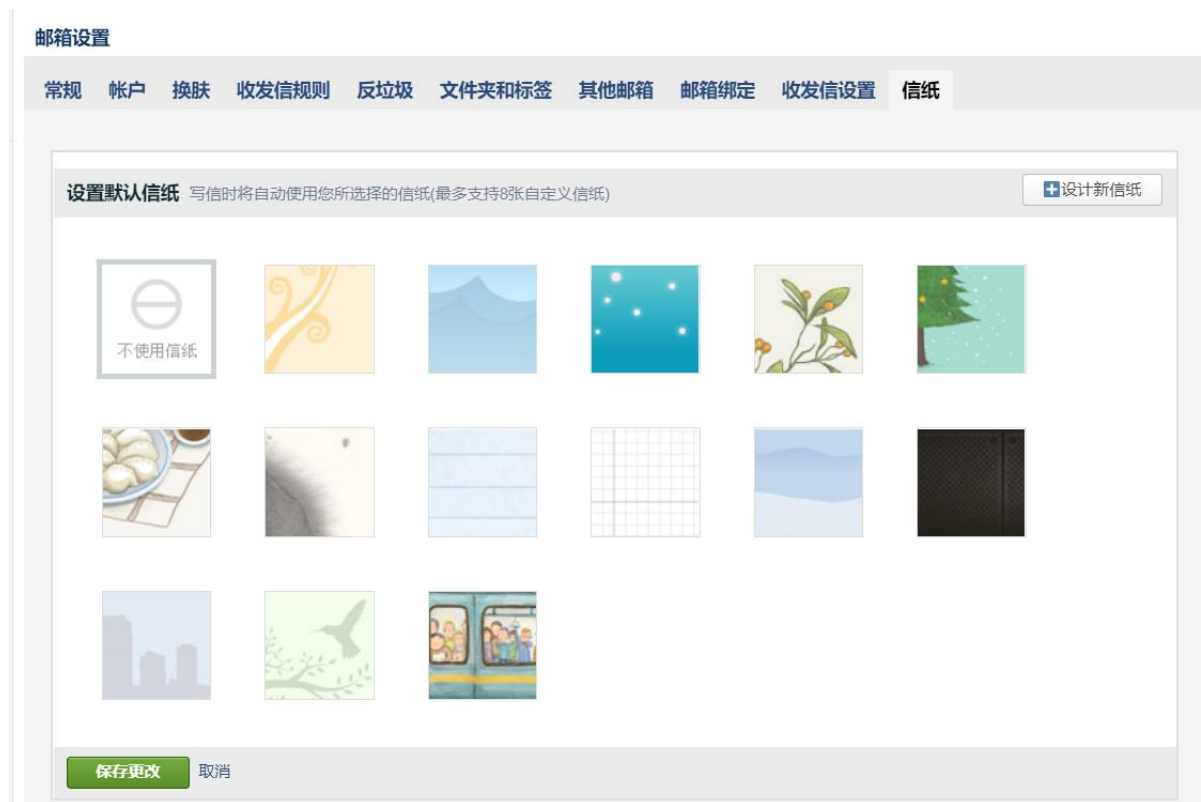 邮箱设置
常规 帐户 换肤 收发信规则 反垃圾 文件夹和标签 其他邮箱 邮箱绑定 收发信设置 信纸
设置默认信纸 写信时将自动使用您所选择的信纸(最多支持8张自定义信纸) 设计新信纸
不使用信纸
保存更改 取消